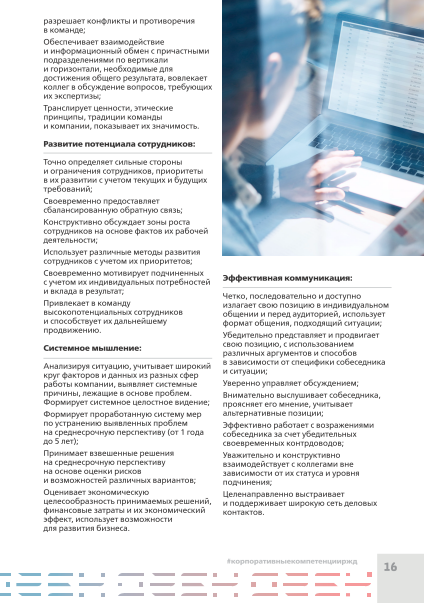 разрешает конфликты и противоречия
в команде;
Обеспечивает взаимодействие
и информационный обмен с причастными
подразделениями по вертикали
и горизонтали, необходимые для
достижения общего результата, вовлекает
коллег в обсуждение вопросов, требующих
их экспертизы;
Транслирует ценности, этические
принципы, традиции команды
и компании, показывает их значимость.
Развитие потенциала сотрудников:
Точно определяет сильные стороны
и ограничения сотрудников, приоритеты
в их развитии с учетом текущих и будущих
требований;
Своевременно предоставляет
сбалансированную обратную связь;
Конструктивно обсуждает зоны роста
сотрудников на основе фактов их рабочей
деятельности;
Использует различные методы развития
сотрудников с учетом их приоритетов;
Своевременно мотивирует подчиненных
с учетом их индивидуальных потребностей
и вклада в результат;
Привлекает в команду
высокопотенциальных сотрудников
и способствует их дальнейшему
продвижению.
Системное мышление:
Анализируя ситуацию, учитывает широкий
круг факторов и данных из разных сфер
работы компании, выявляет системные
причины, лежащие в основе проблем.
Формирует системное целостное видение;
Формирует проработанную систему мер
по устранению выявленных проблем
на среднесрочную перспективу (от 1 года
до 5 лет);
Принимает взвешенные решения
на среднесрочную перспективу
на основе оценки рисков
и возможностей различных вариантов;
Оценивает экономическую
целесообразность принимаемых решений,
финансовые затраты и их экономический
эффект, использует возможности
для развития бизнеса.
Эффективная коммуникация:
Четко, последовательно и доступно
излагает свою позицию в индивидуальном
общении и перед аудиторией, использует
формат общения, подходящий ситуации;
Убедительно представляет и продвигает
свою позицию, с использованием
различных аргументов и способов
в зависимости от специфики собеседника
и ситуации;
Уверенно управляет обсуждением;
Внимательно выслушивает собеседника,
проясняет его мнение, учитывает
альтернативные позиции;
Эффективно работает с возражениями
собеседника за счет убедительных
своевременных контрдоводов;
Уважительно и конструктивно
взаимодействует с коллегами вне
зависимости от их статуса и уровня
подчинения;
Целенаправленно выстраивает
и поддерживает широкую сеть деловых
контактов.
#корпоративныекомпетенцииржд
16